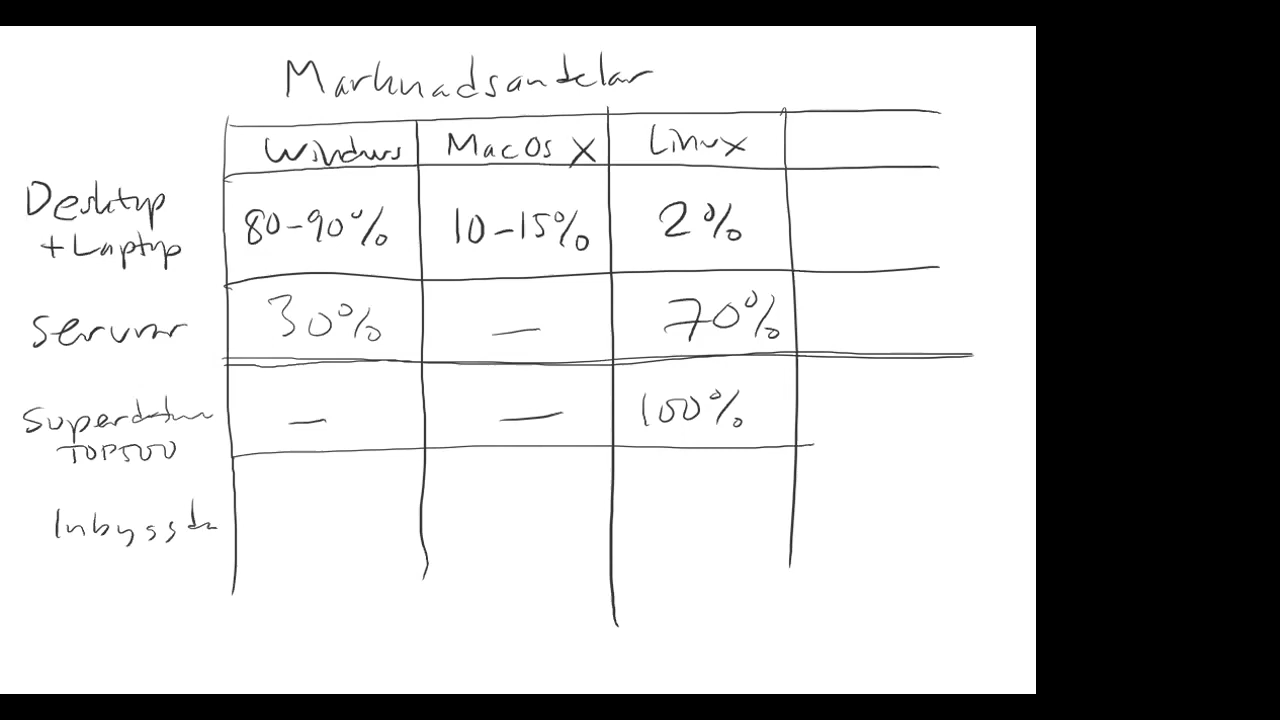 Marknadsandelar
Windows MacOS X Linux
Desktop
+ Laptop
80-90% 10-15% 2%
Servrar 30% — 70%
Superdatorer — — 100%
TOP500
Inbyggda